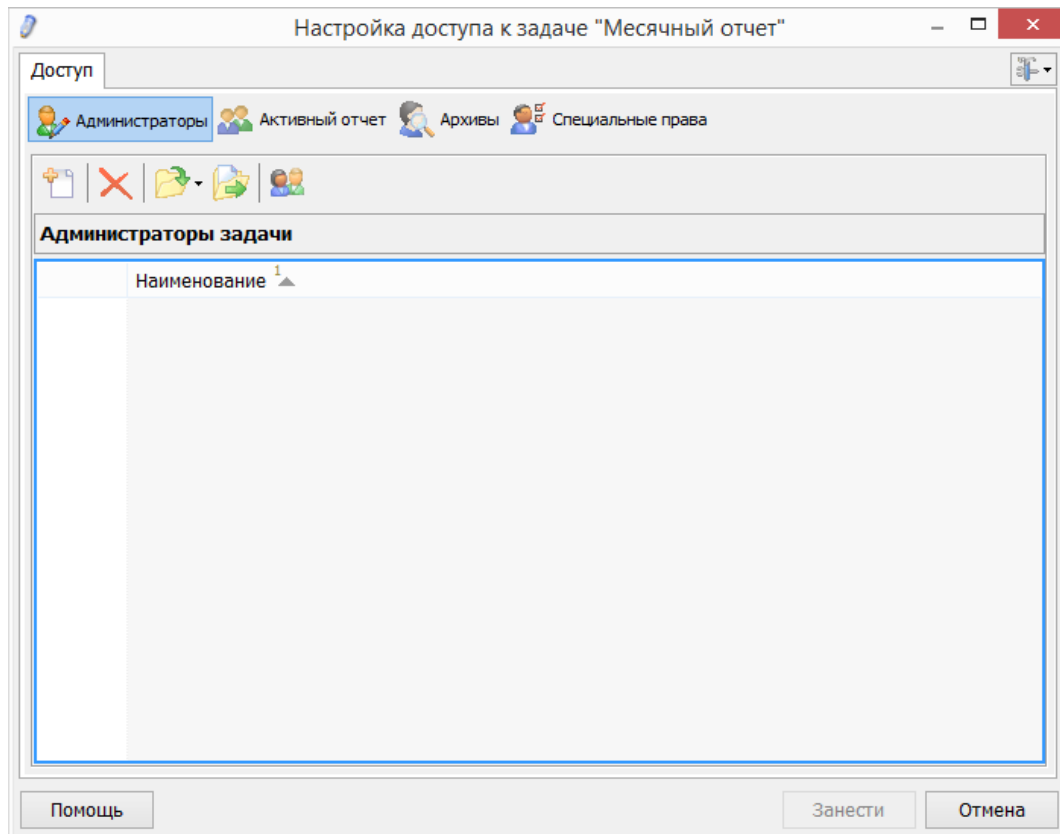 Настройка доступа к задаче "Месячный отчет"
Доступ
Администраторы Активный отчет Архивы Специальные права
Администраторы задачи
Наименование 1
Помощь Занести Отмена